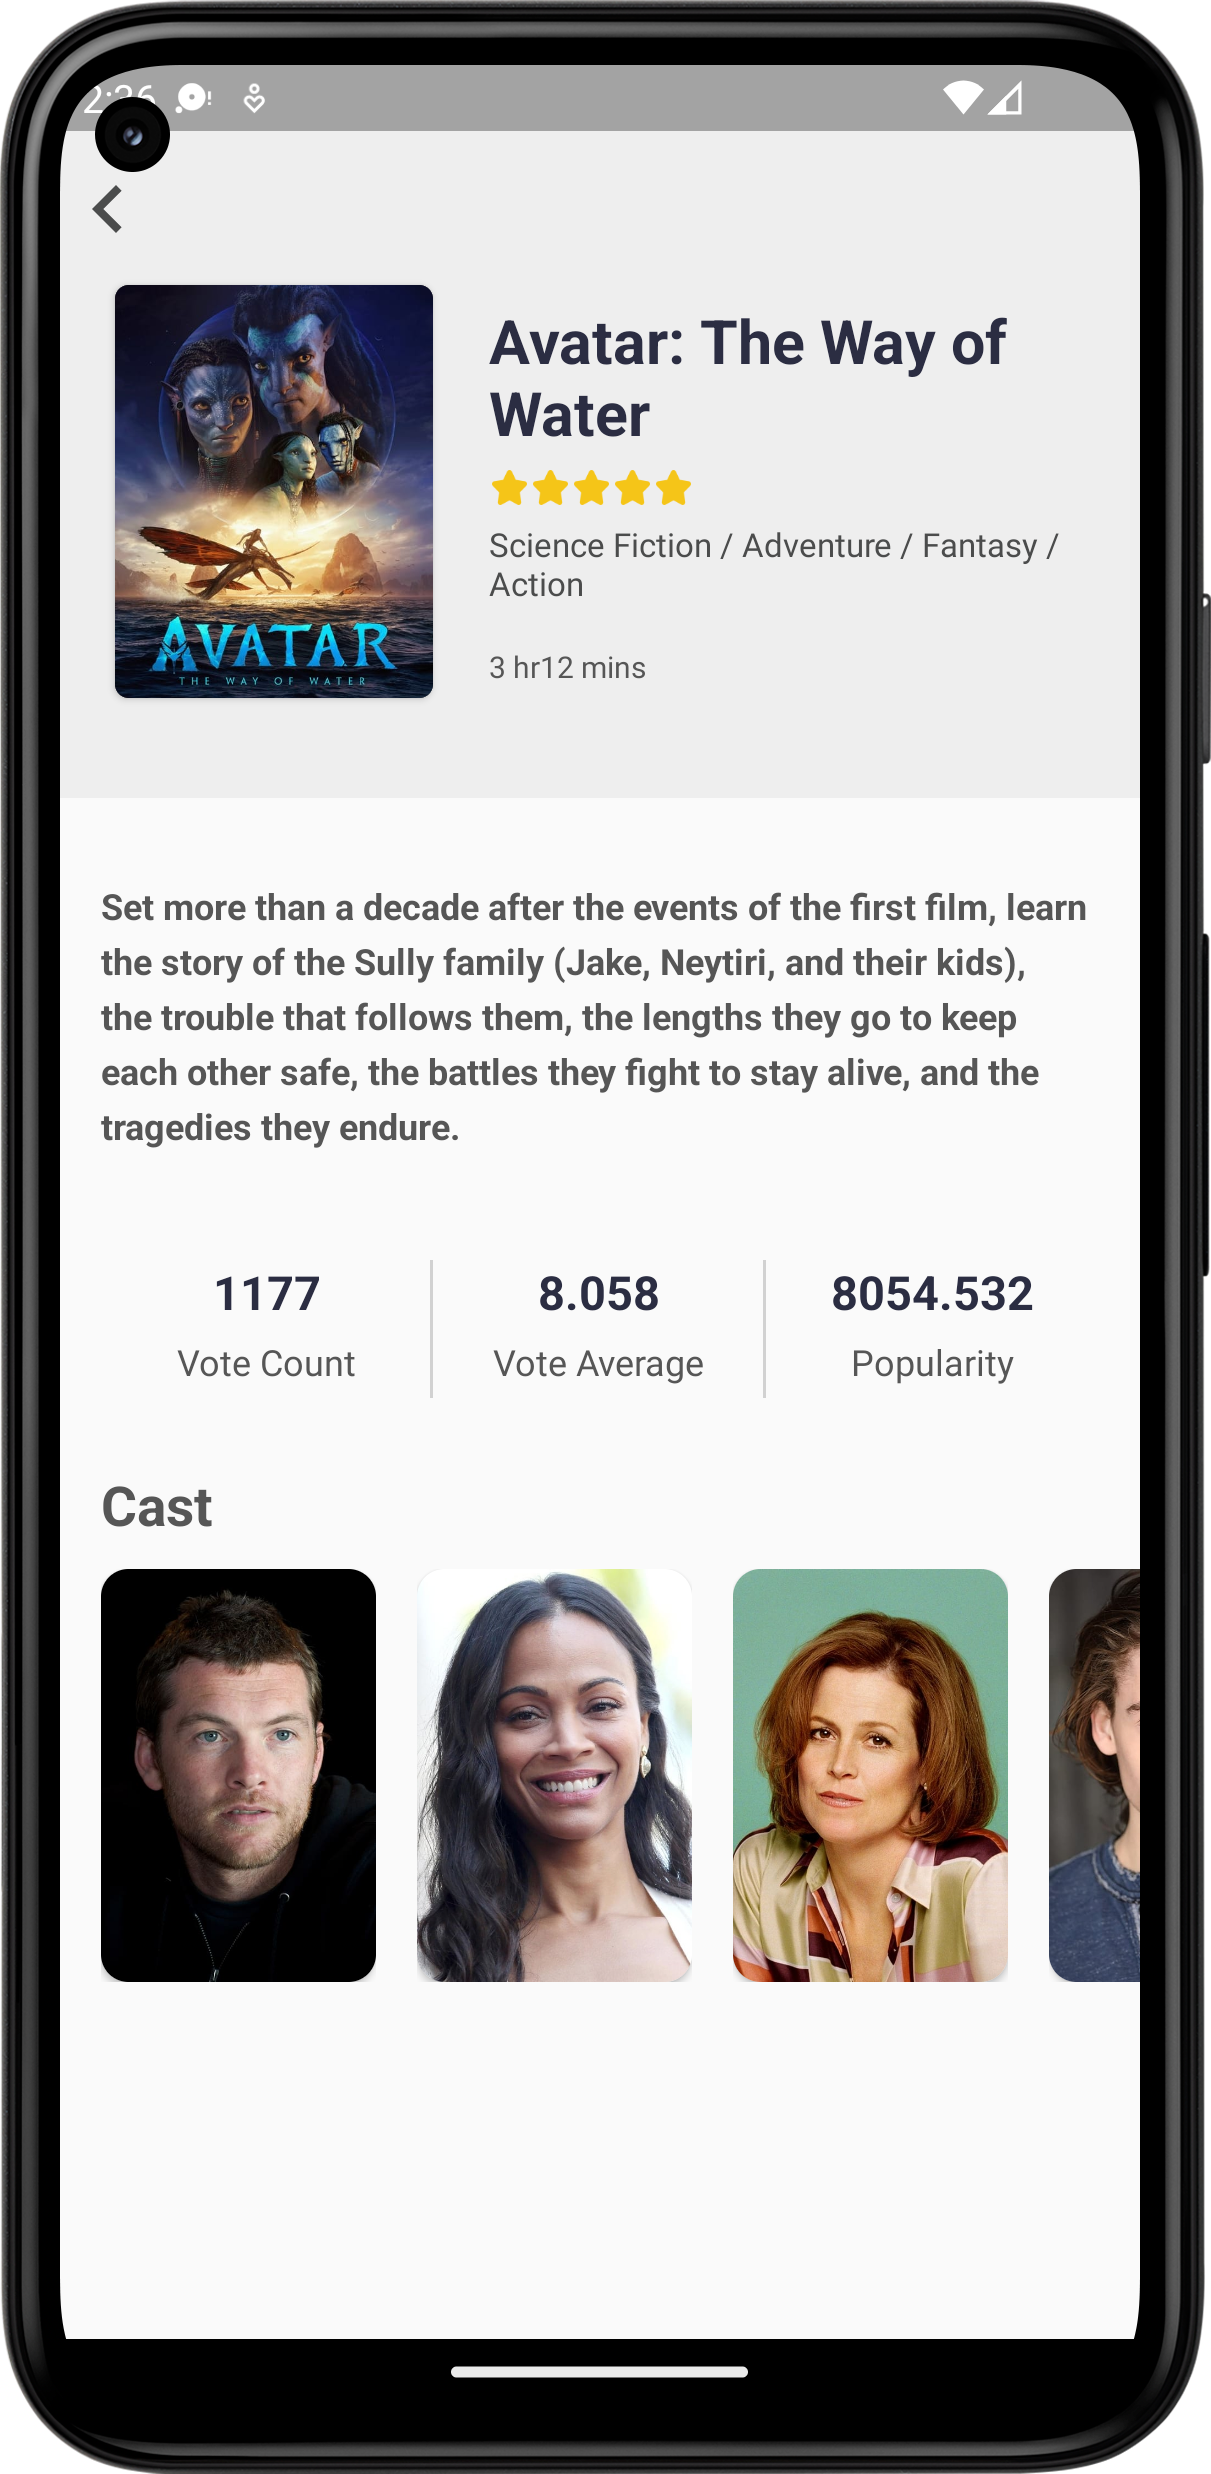 2:36
Avatar: The Way of
Water
Science Fiction / Adventure / Fantasy /
Action
3 hr12 mins
AVATAR
THE WAY OF WATER
Set more than a decade after the events of the first film, learn
the story of the Sully family (Jake, Neytiri, and their kids),
the trouble that follows them, the lengths they go to keep
each other safe, the battles they fight to stay alive, and the
tragedies they endure.
1177 8.058 8054.532
Vote Count Vote Average Popularity
Cast